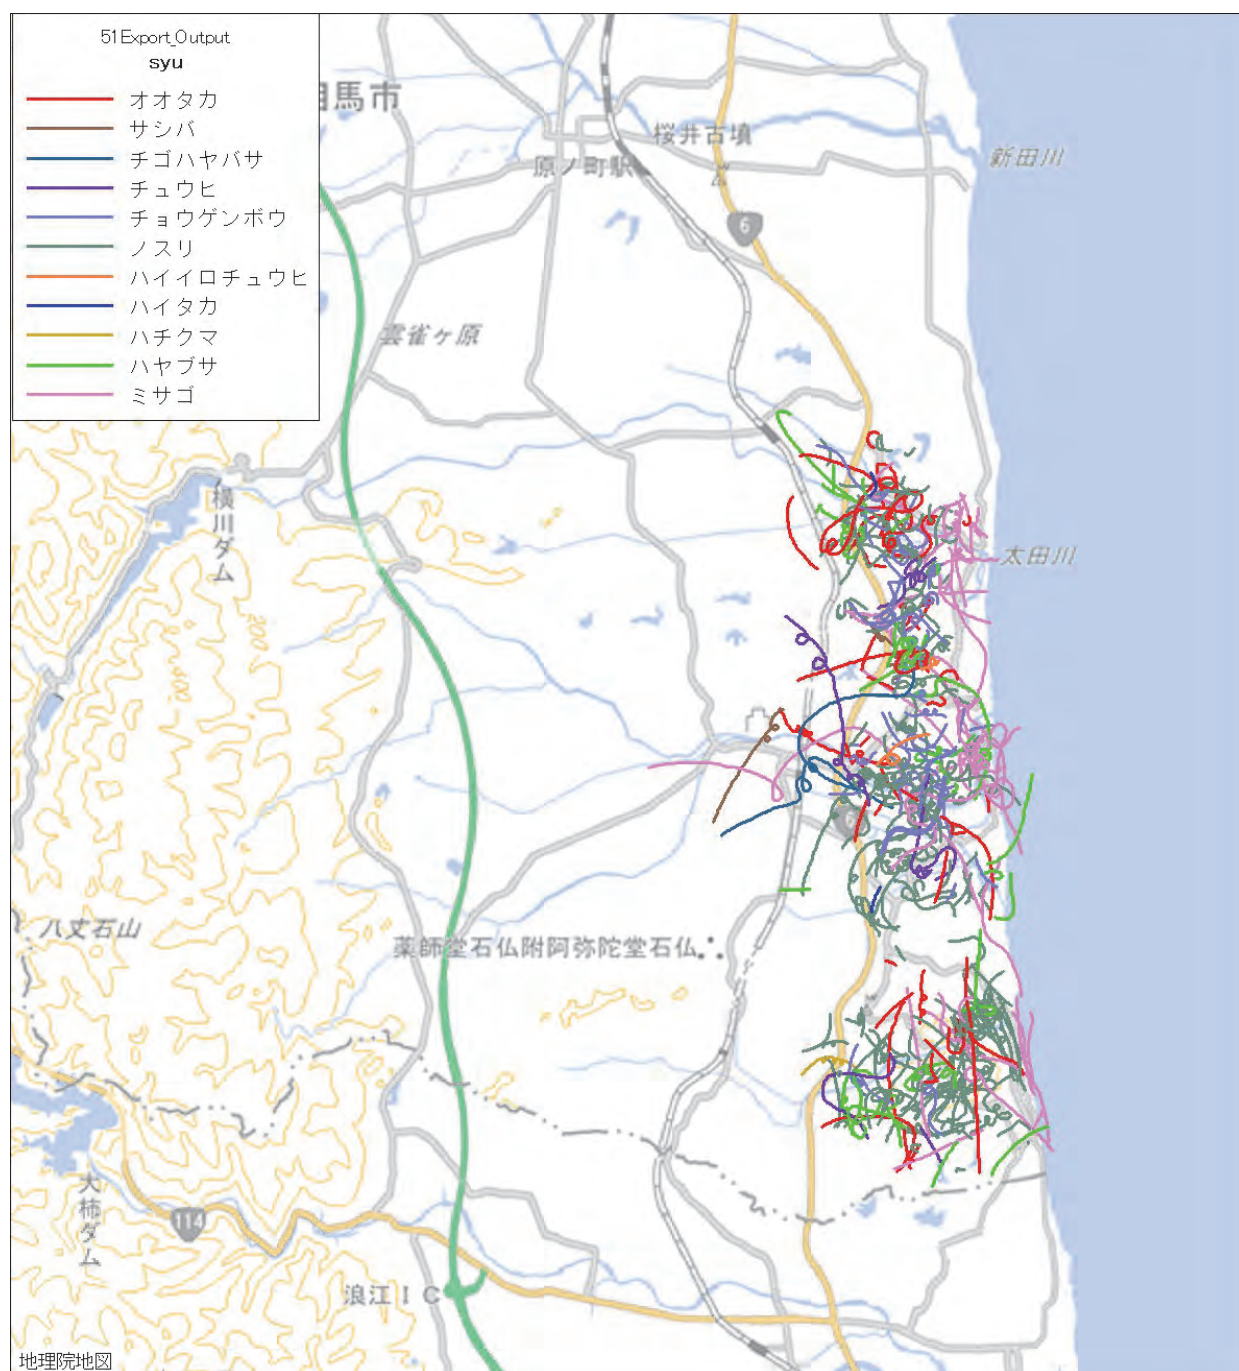 51Export_Output
syu
オオタカ
サシバ
チゴハヤバサ
チュウヒ
チョウゲンボウ
ノスリ
ハイイロチュウヒ
ハイタカ
ハチクマ
ハヤブサ
ミサゴ
相馬市
桜井古墳
原ノ町駅
新田川
6
雲雀ヶ原
横川ダム
太田川
200
400
6
八丈石山
薬師堂石仏附阿弥陀堂石仏
大柿ダム
114
浪江IC
地理院地図